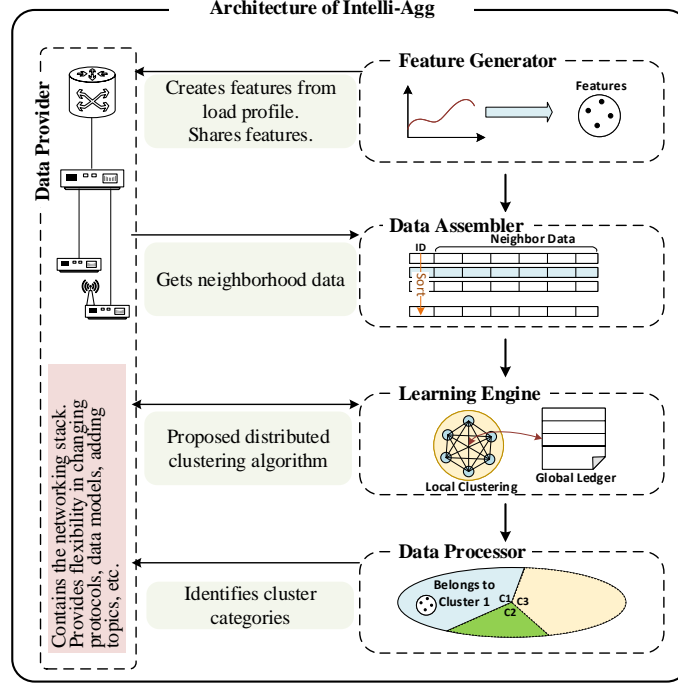 Architecture of Intelli-Agg
Data Provider
Contains the networking stack.
Provides flexibility in changing
protocols, data models, adding
topics, etc.
Creates features from
load profile.
Shares features.
Feature Generator
Features
Gets neighborhood data
Data Assembler
ID
Neighbor Data
Sort
Proposed distributed
clustering algorithm
Learning Engine
Local Clustering
Global Ledger
Identifies cluster
categories
Data Processor
Belongs to
Cluster 1
C1
C3
C2